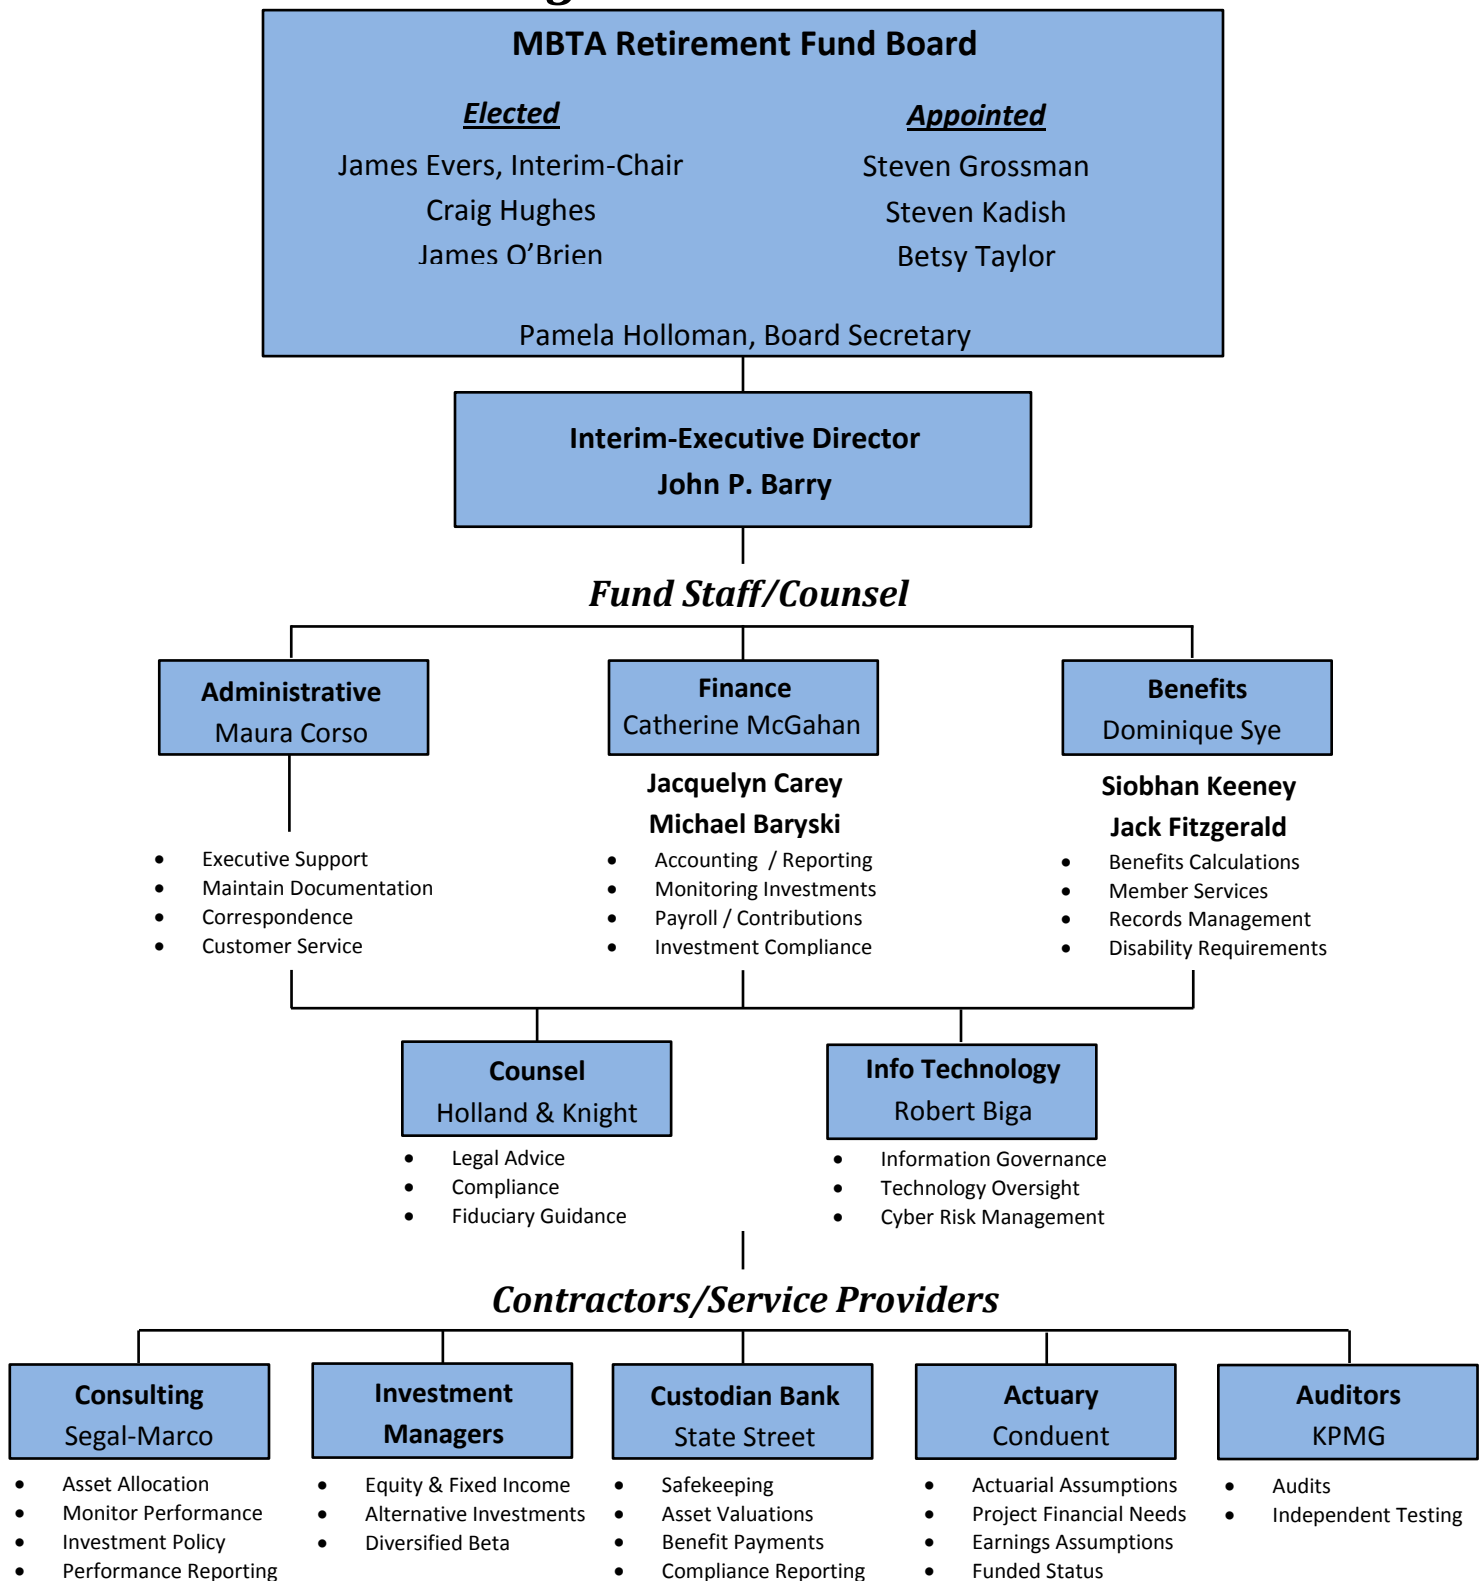 MBTA Retirement Fund Board
Elected
Appointed
James Evers, Interim-Chair
Steven Grossman
Craig Hughes
Steven Kadish
James O’Brien
Betsy Taylor
Pamela Holloman, Board Secretary
Interim-Executive Director
John P. Barry
Fund Staff/Counsel
Administrative
Maura Corso
• Executive Support
• Maintain Documentation
• Correspondence
• Customer Service
Finance
Catherine McGahan
Jacquelyn Carey
Michael Baryski
• Accounting / Reporting
• Monitoring Investments
• Payroll / Contributions
• Investment Compliance
Benefits
Dominique Sye
Siobhan Keeney
Jack Fitzgerald
• Benefits Calculations
• Member Services
• Records Management
• Disability Requirements
Counsel
Holland & Knight
• Legal Advice
• Compliance
• Fiduciary Guidance
Info Technology
Robert Biga
• Information Governance
• Technology Oversight
• Cyber Risk Management
Contractors/Service Providers
Consulting
Segal-Marco
• Asset Allocation
• Monitor Performance
• Investment Policy
• Performance Reporting
Investment
Managers
• Equity & Fixed Income
• Alternative Investments
• Diversified Beta
Custodian Bank
State Street
• Safekeeping
• Asset Valuations
• Benefit Payments
• Compliance Reporting
Actuary
Conduent
• Actuarial Assumptions
• Project Financial Needs
• Earnings Assumptions
• Funded Status
Auditors
KPMG
• Audits
• Independent Testing